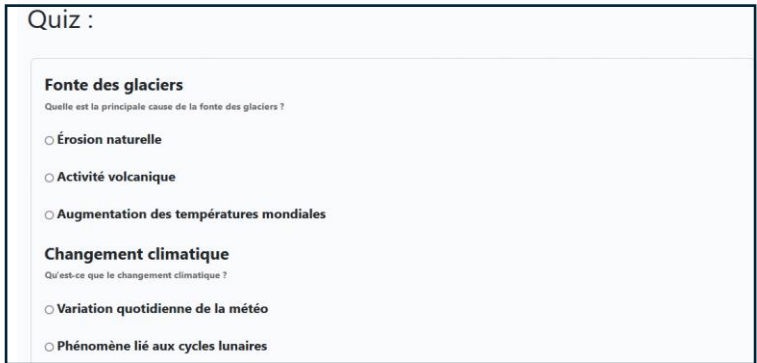 Quiz :
Fonte des glaciers
Quelle est la principale cause de la fonte des glaciers ?
Érosion naturelle
Activité volcanique
Augmentation des températures mondiales
Changement climatique
Qu'est-ce que le changement climatique ?
Variation quotidienne de la météo
Phénomène lié aux cycles lunaires